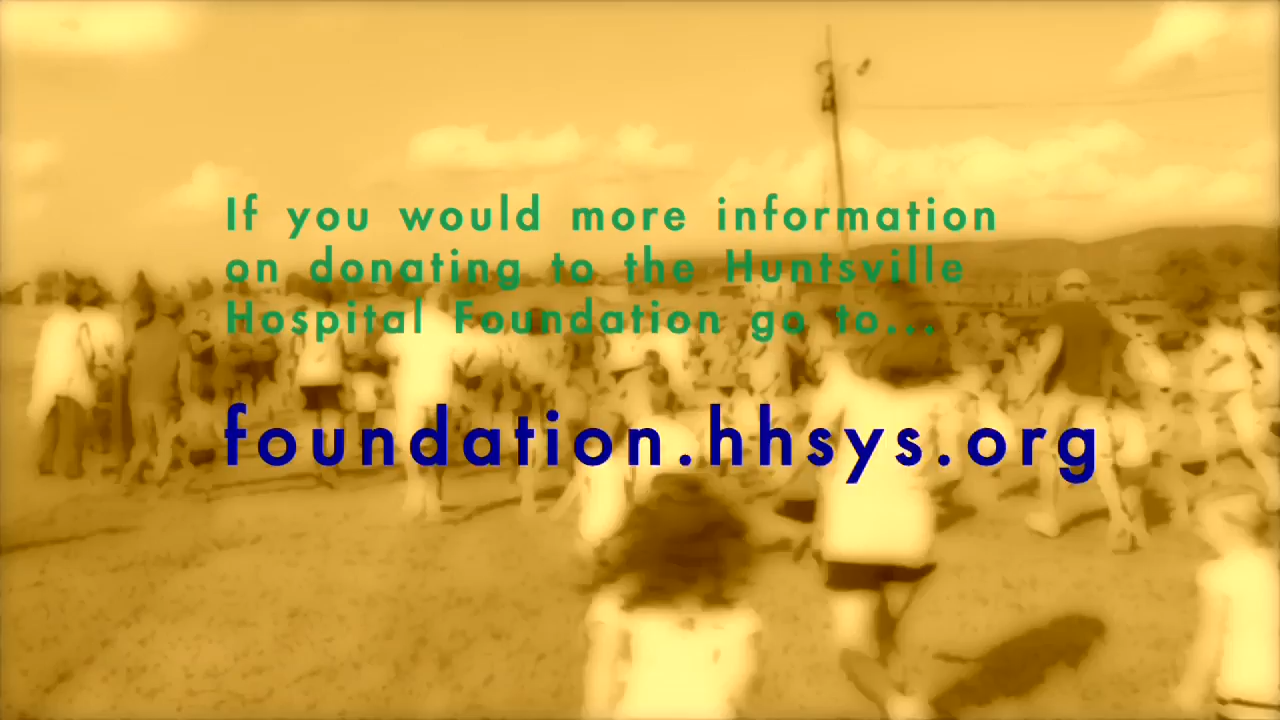 If you would more information
on donating to the Huntsville
Hospital Foundation go to...
foundation.hhsys.org